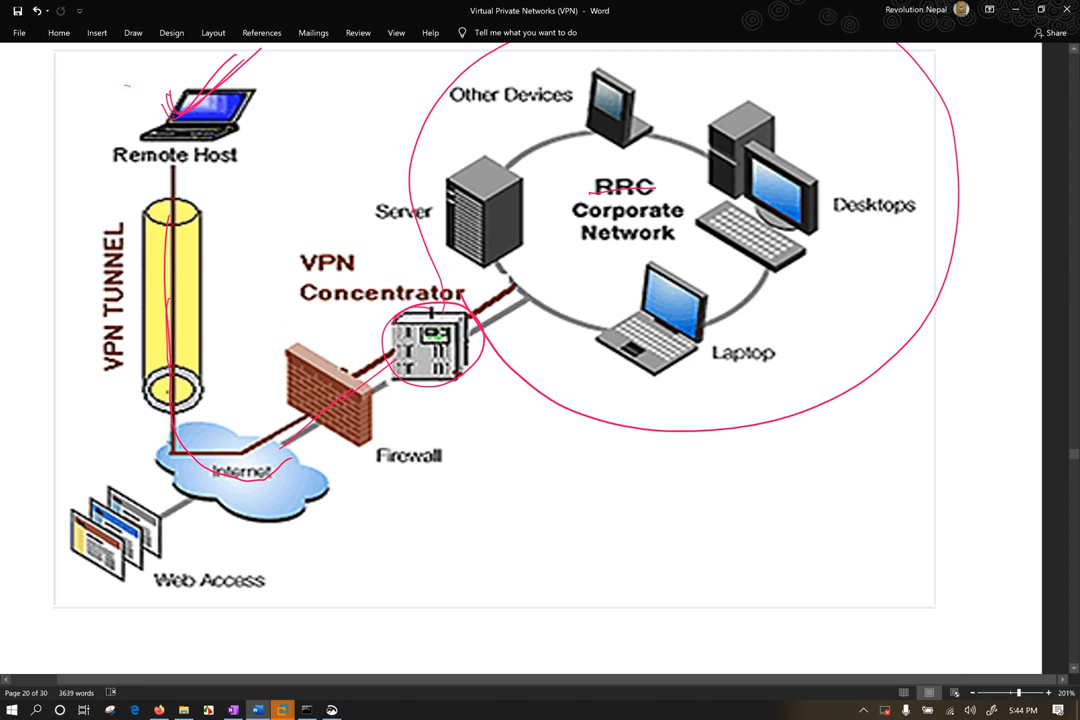 Virtual Private Networks (VPN) - Word
Revolution Nepal
File Home Insert Draw Design Layout References Mailings Review View Help Tell me what you want to do
Share
Other Devices
Remote Host
RRC
Corporate
Network
Server
Desktops
VPN TUNNEL
VPN
Concentrator
Laptop
Firewall
Internet
Web Access
Page 20 of 30 3639 words
201%
5:44 PM